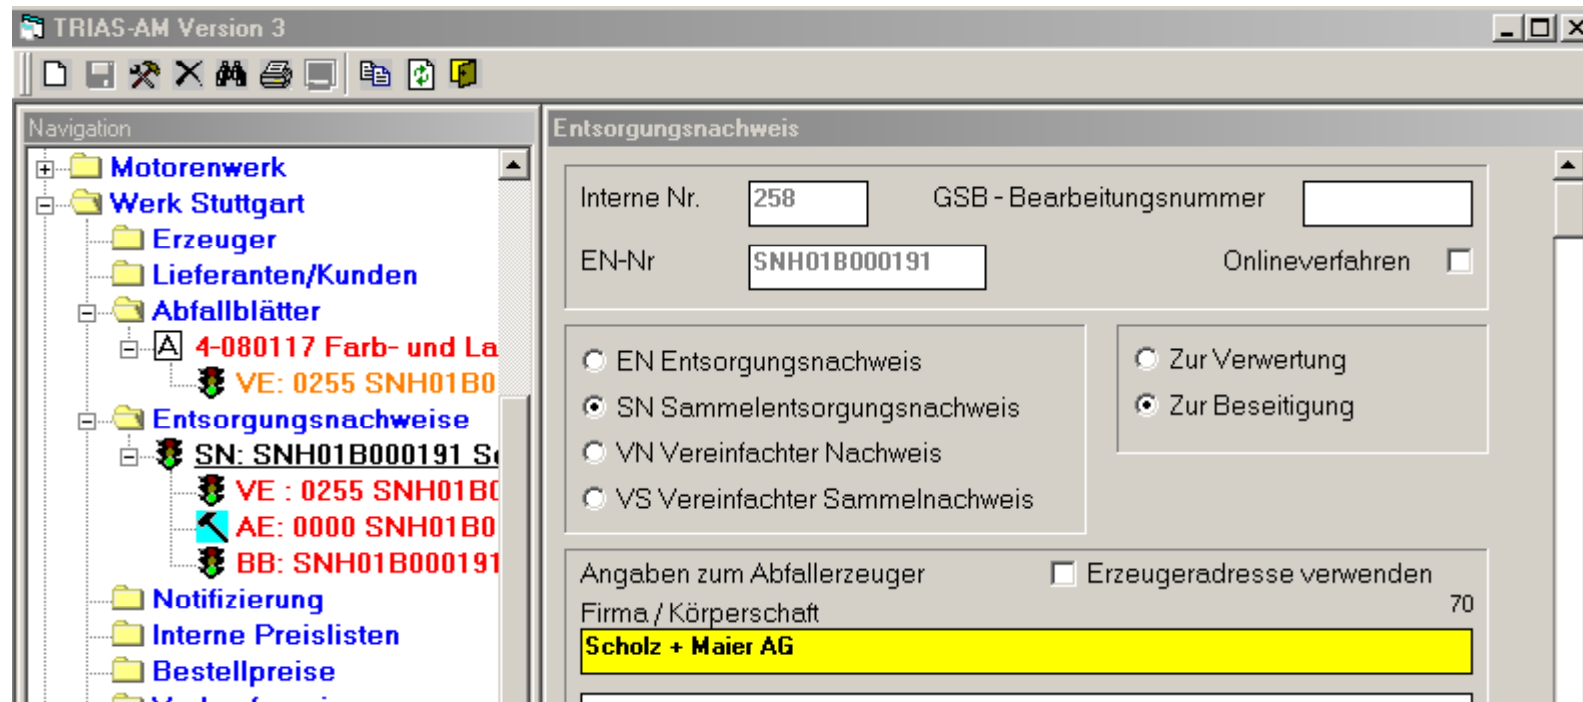 TRIAS-AM Version 3
Navigation
Motorenwerk
Werk Stuttgart
Erzeuger
Lieferanten/Kunden
Abfallblätter
A 4-080117 Farb- und La
VE: 0255 SNH01B0
Entsorgungsnachweise
SN: SNH01B000191
VE : 0255 SNH01B0
AE: 0000 SNH01B0
BB: SNH01B000191
Notifizierung
Interne Preislisten
Bestellpreise
Entsorgungsnachweis
Interne Nr. 258 GSB - Bearbeitungsnummer
EN-Nr SNH01B000191 Onlineverfahren
EN Entsorgungsnachweis
SN Sammelentsorgungsnachweis
VN Vereinfachter Nachweis
VS Vereinfachter Sammelnachweis
Zur Verwertung
Zur Beseitigung
Angaben zum Abfallerzeuger Erzeugeradresse verwenden
Firma / Körperschaft 70
Scholz + Maier AG